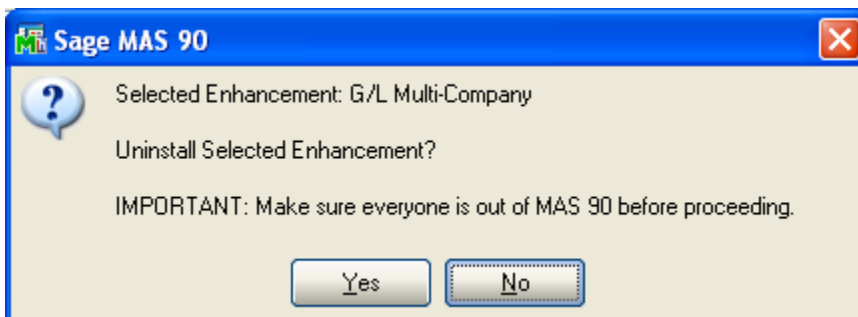 Sage MAS 90
Selected Enhancement: G/L Multi-Company
Uninstall Selected Enhancement?
IMPORTANT: Make sure everyone is out of MAS 90 before proceeding.
Yes
No